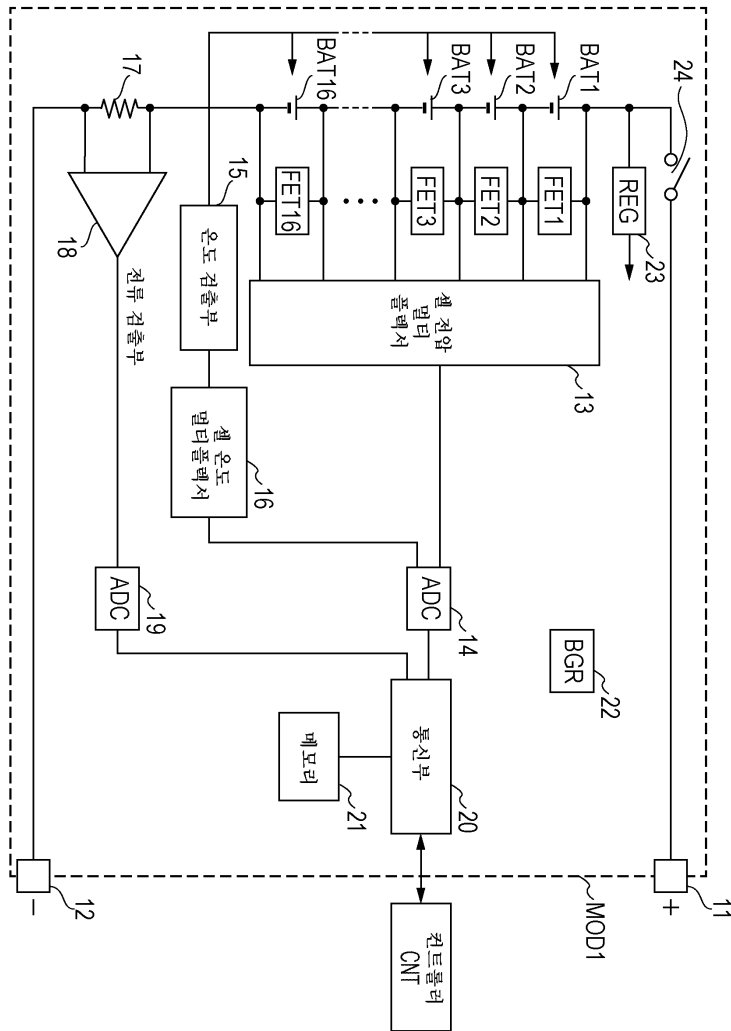 24
11
+
REG
23
MOD1
BAT1
FET1
BGR
22
13
BAT2
FET2
BAT3
FET3
셀 전압
멀티
플렉서
ADC
14
통신부
20
컨트롤러
CNT
• • •
메모리
21
BAT16
FET16
15
온도 검출부
셀 온도
멀티플렉서
16
17
18
전류 검출부
ADC
19
12
−